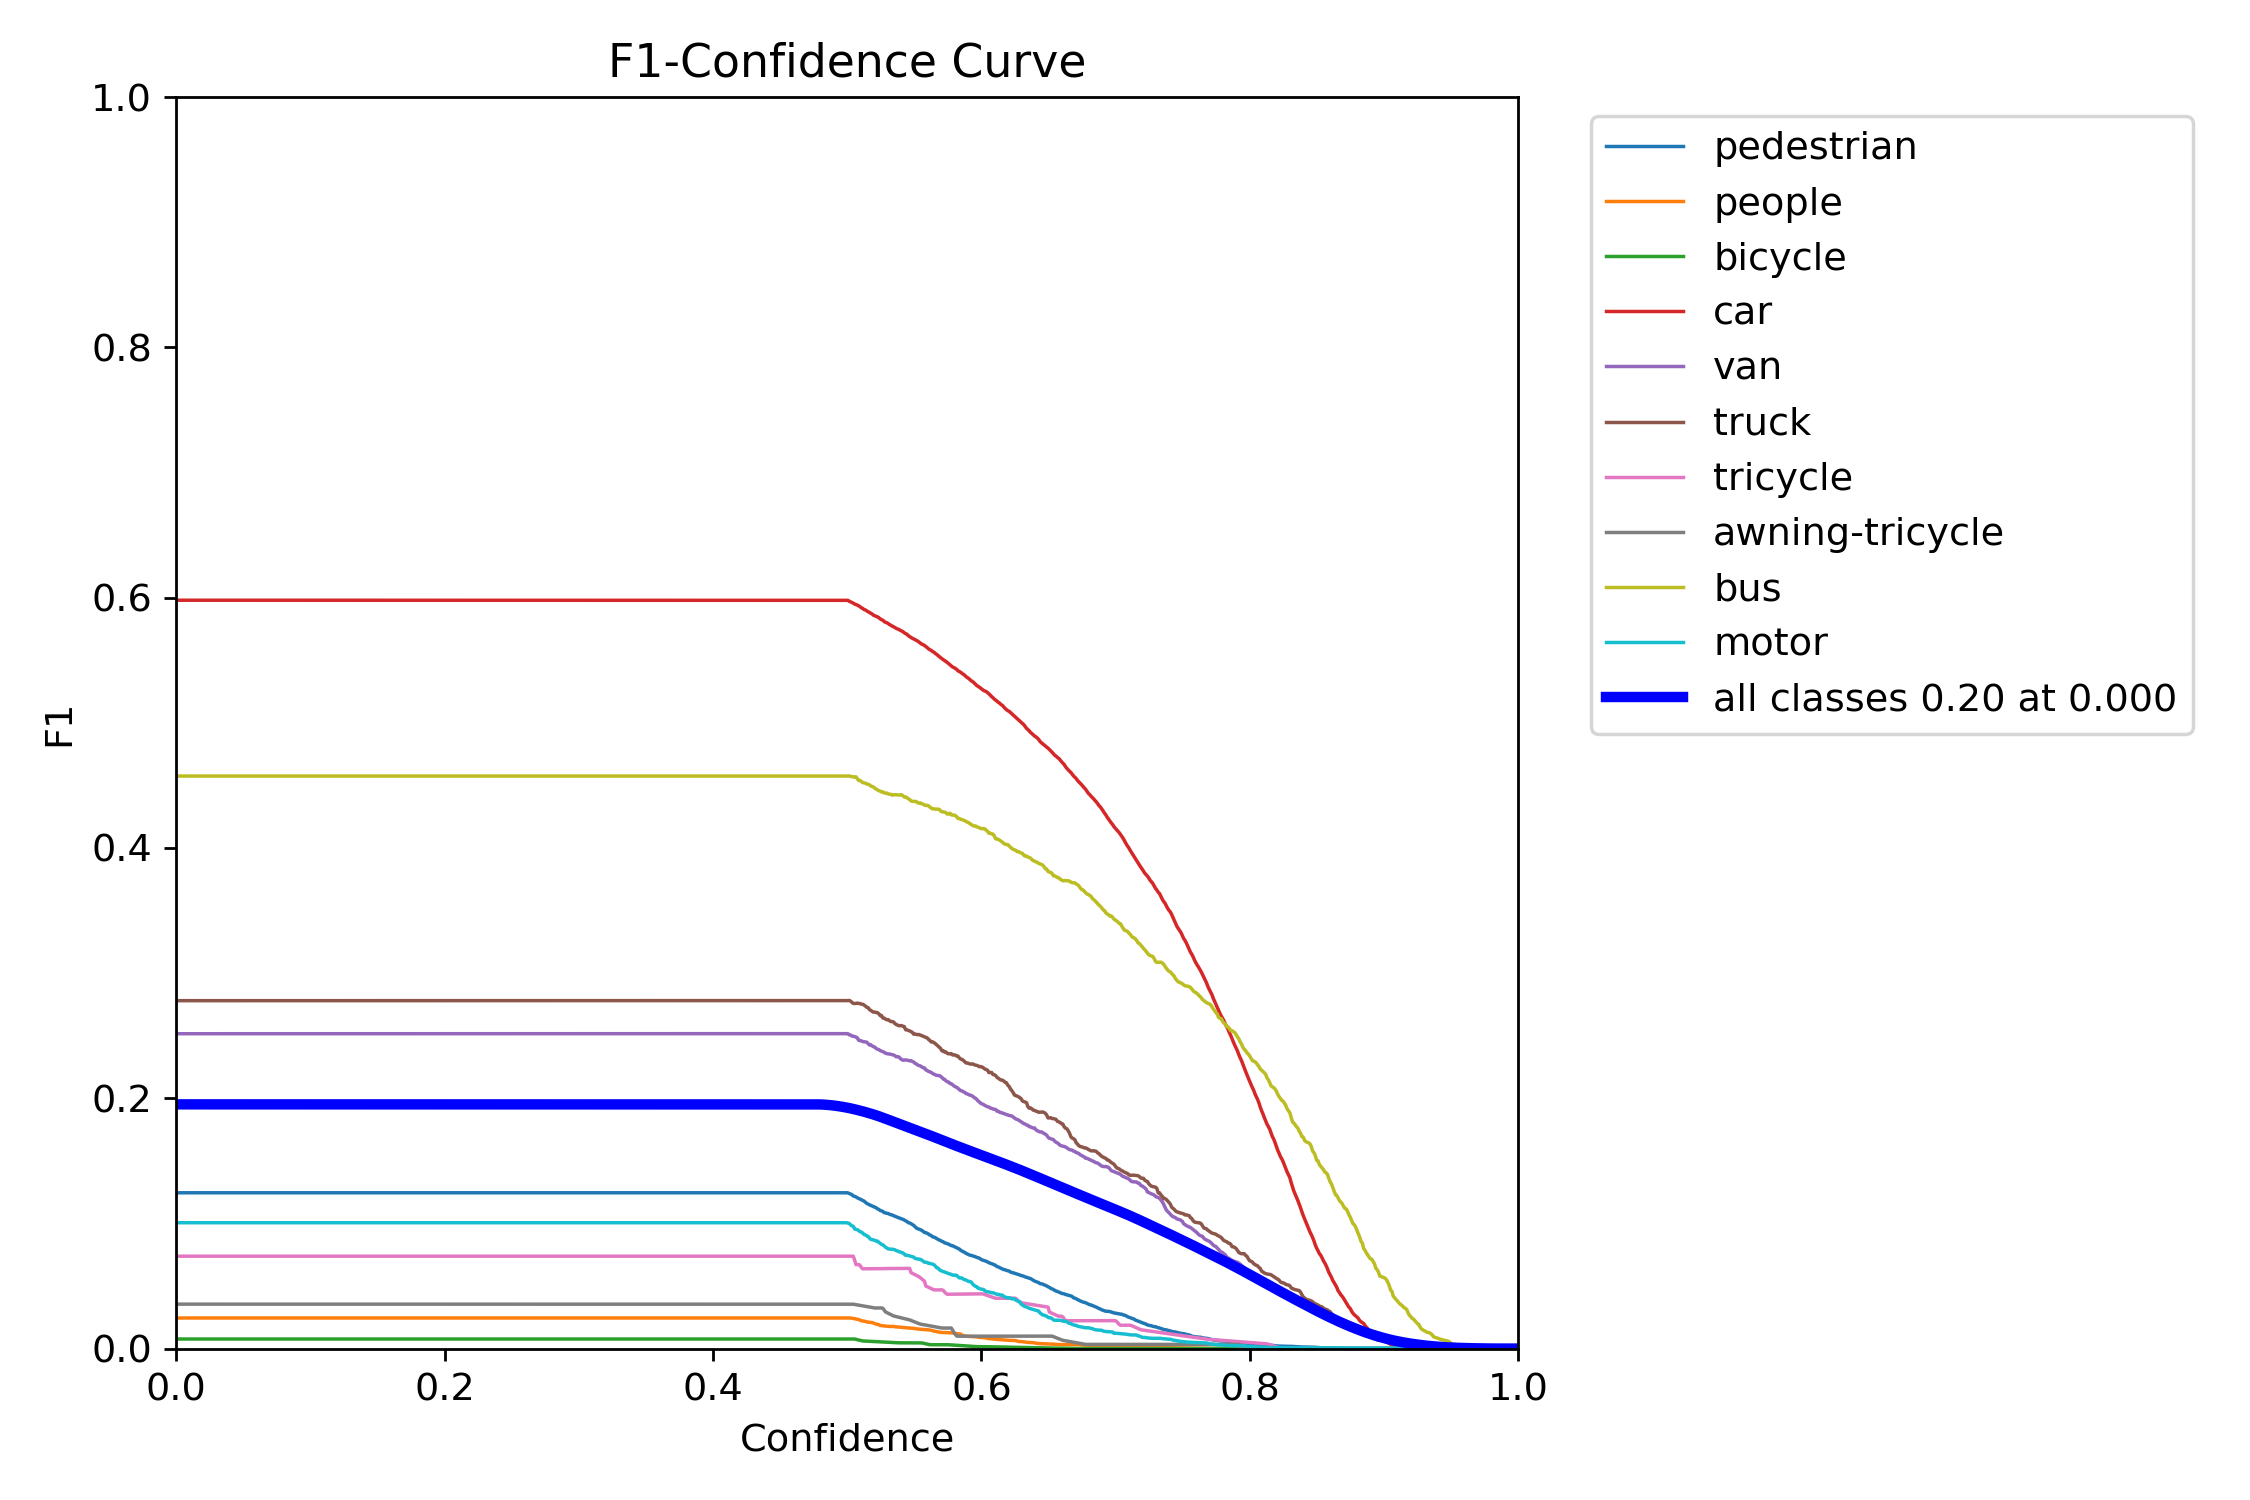 F1-Confidence Curve
1.0
0.8
0.6
0.4
0.2
0.0
F1
0.0 0.2 0.4 0.6 0.8 1.0
Confidence
pedestrian
people
bicycle
car
van
truck
tricycle
awning-tricycle
bus
motor
all classes 0.20 at 0.000